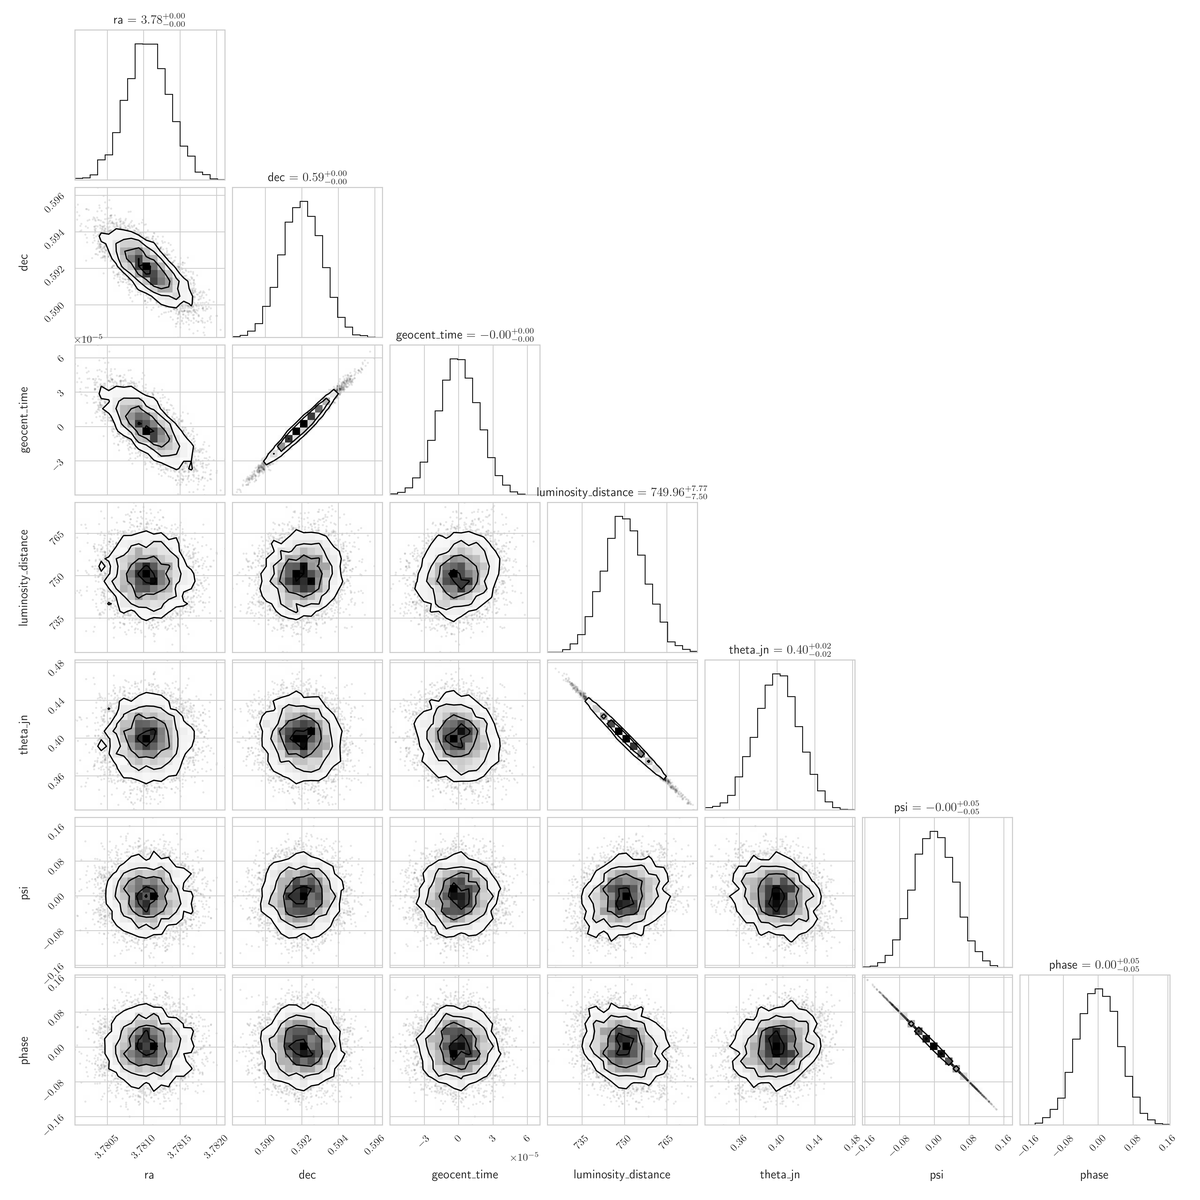 ra = 3.78+0.00−0.00
dec = 0.59+0.00−0.00
0.596
0.594
0.592
0.590
dec
×10−5
geocent_time = −0.00+0.00−0.00
6
3
0
−3
geocent_time
luminosity_distance = 749.96+7.77−7.50
765
750
735
luminosity_distance
theta_jn = 0.40+0.02−0.02
0.48
0.44
0.40
0.36
theta_jn
psi = −0.00+0.05−0.05
0.16
0.08
0.00
−0.08
−0.16
psi
phase = 0.00+0.05−0.05
0.16
0.08
0.00
−0.08
−0.16
phase
3.7805 3.7810 3.7815 3.7820 0.590 0.592 0.594 0.596 −3 0 3 6 735 750 765 0.36 0.40 0.44 0.48 −0.16 −0.08 0.00 0.08 0.16 −0.16 −0.08 0.00 0.08 0.16
×10−5
ra dec geocent_time luminosity_distance theta_jn psi phase